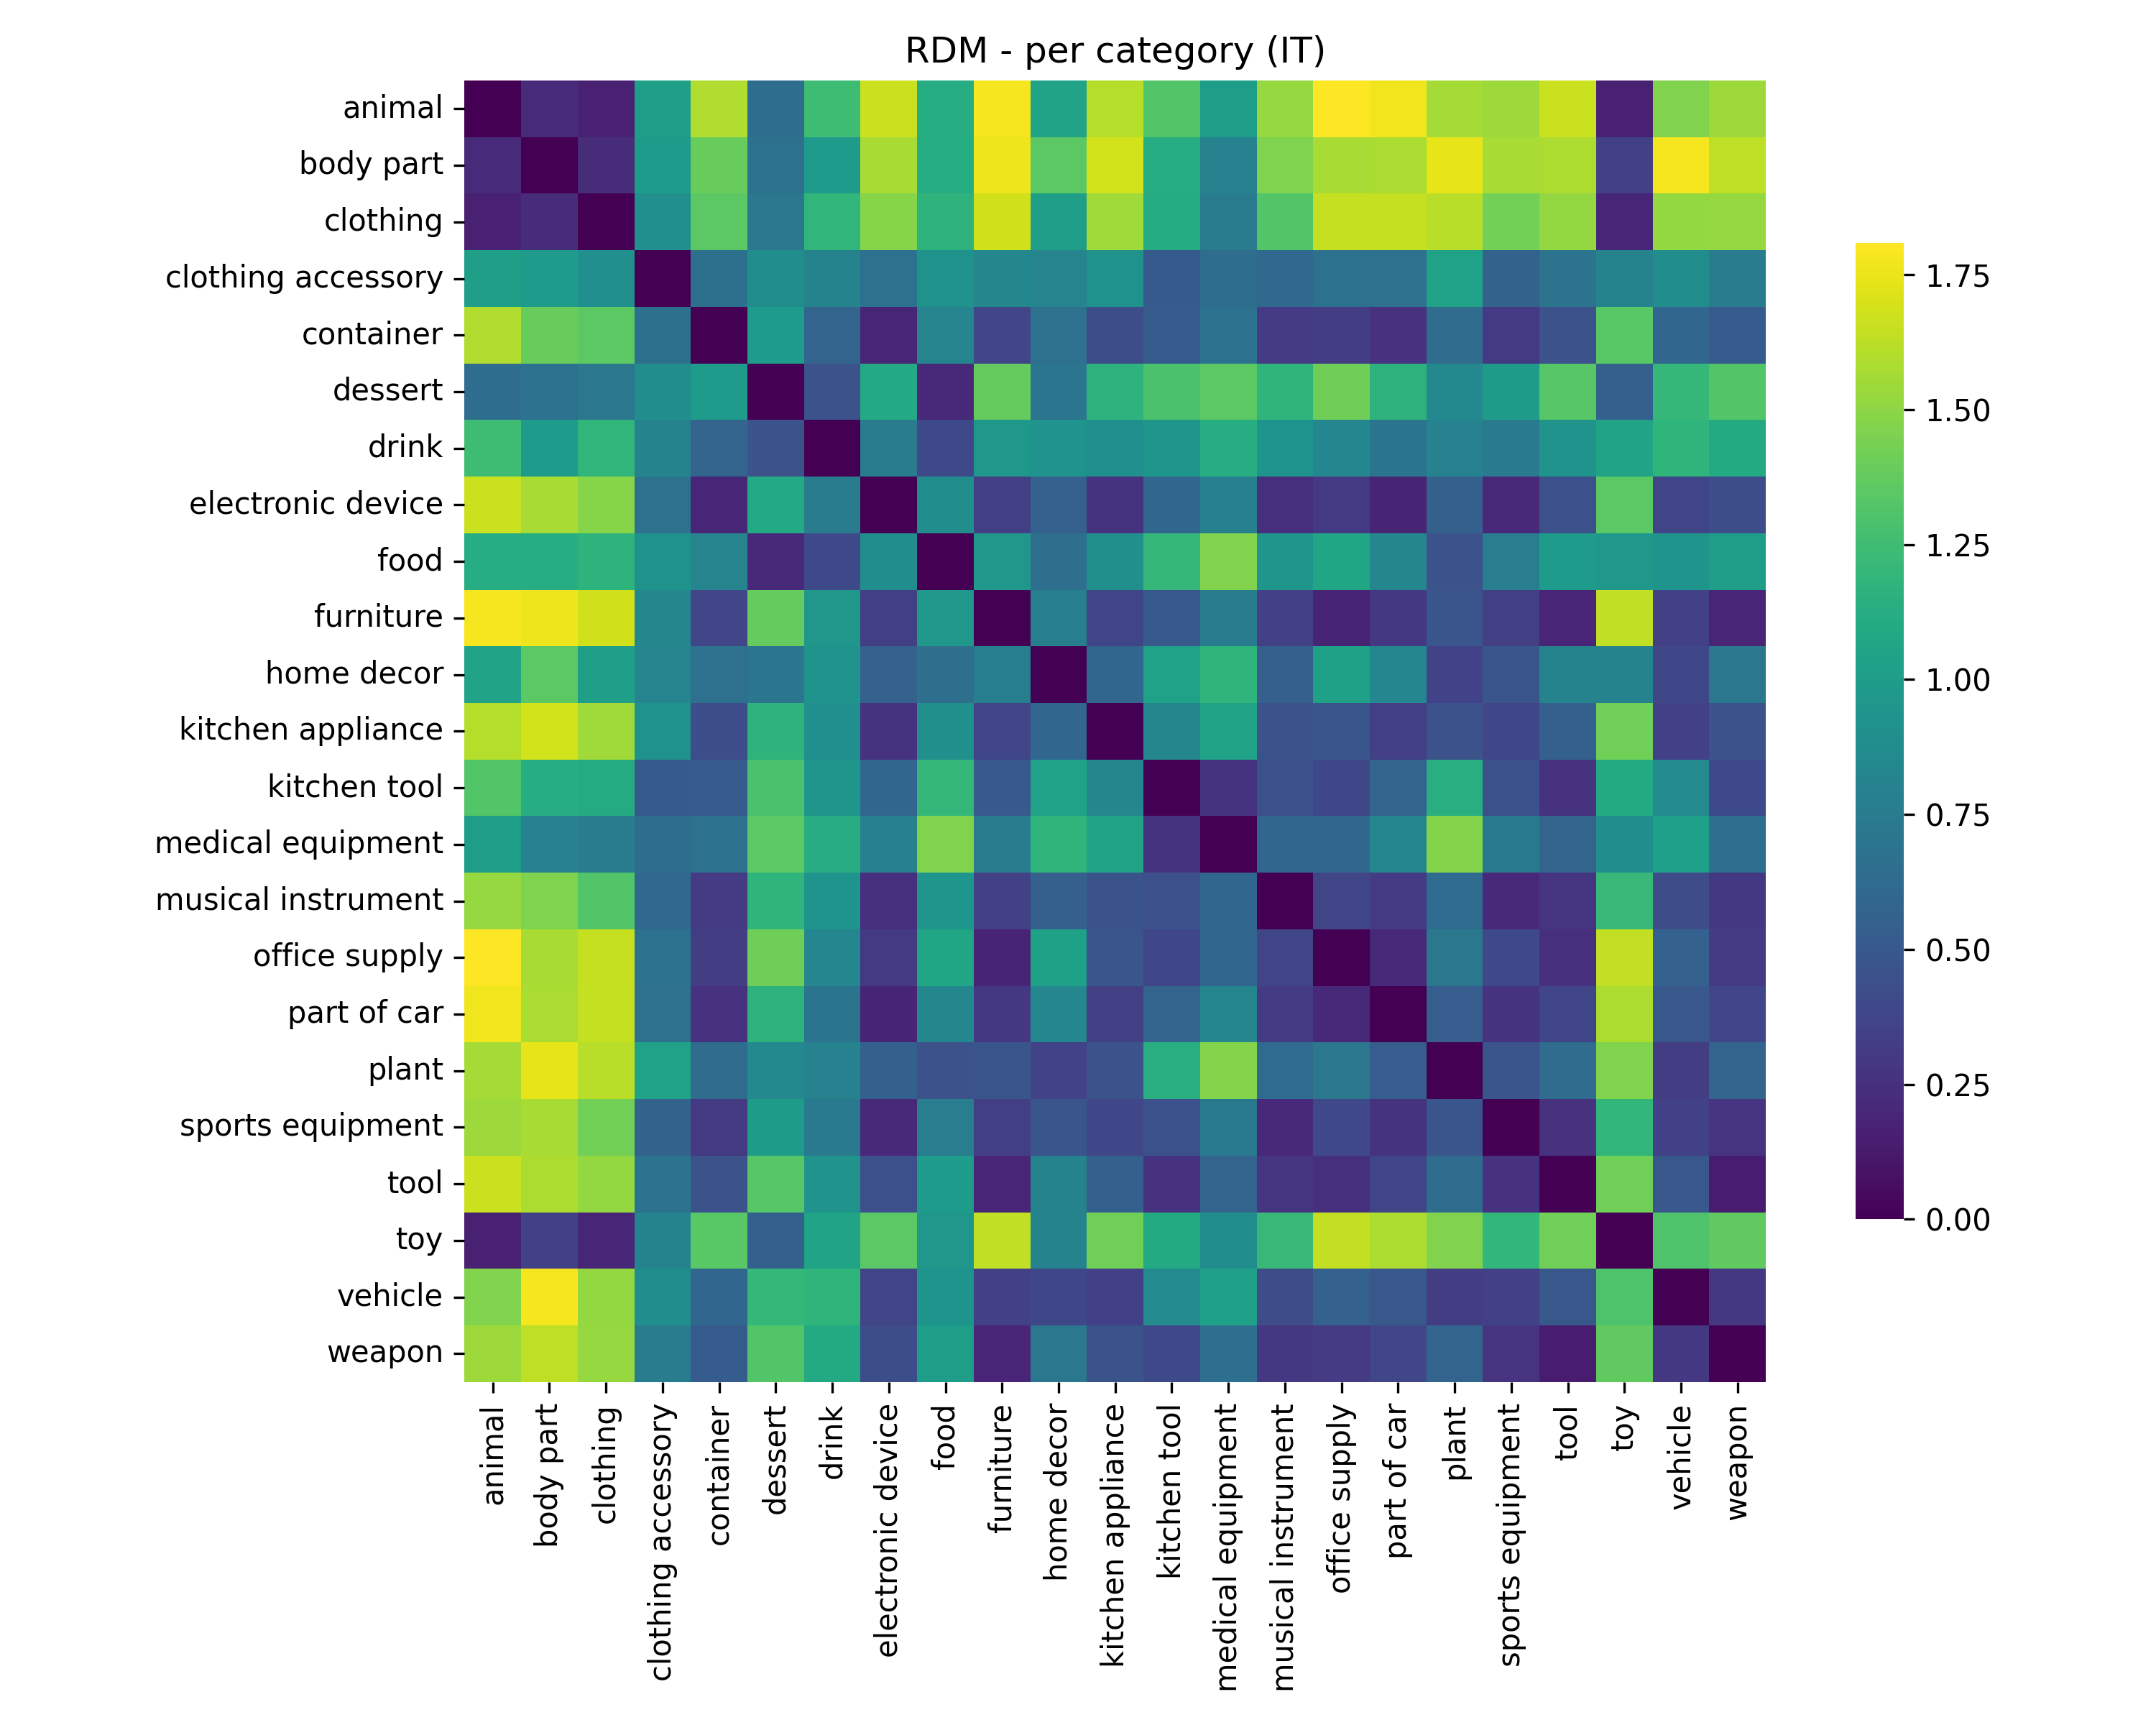 RDM - per category (IT)
animal
body part
clothing
clothing accessory
container
dessert
drink
electronic device
food
furniture
home decor
kitchen appliance
kitchen tool
medical equipment
musical instrument
office supply
part of car
plant
sports equipment
tool
toy
vehicle
weapon
animal
body part
clothing
clothing accessory
container
dessert
drink
electronic device
food
furniture
home decor
kitchen appliance
kitchen tool
medical equipment
musical instrument
office supply
part of car
plant
sports equipment
tool
toy
vehicle
weapon
1.75
1.50
1.25
1.00
0.75
0.50
0.25
0.00